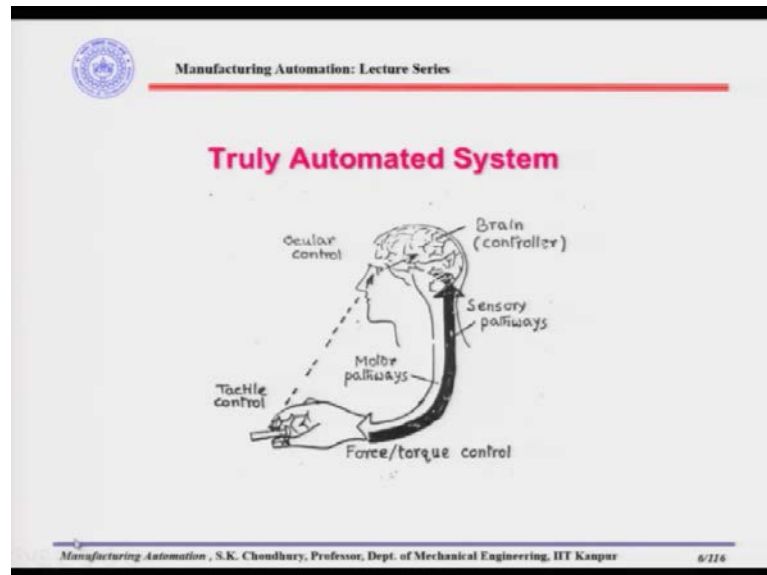 Manufacturing Automation: Lecture Series
Truly Automated System
Ocular
control
Brain
(controller)
Sensory
pathways
Motor
pathways
Tactile
control
Force/torque control
Manufacturing Automation , S.K. Choudhury, Professor, Dept. of Mechanical Engineering, IIT Kanpur
6/116